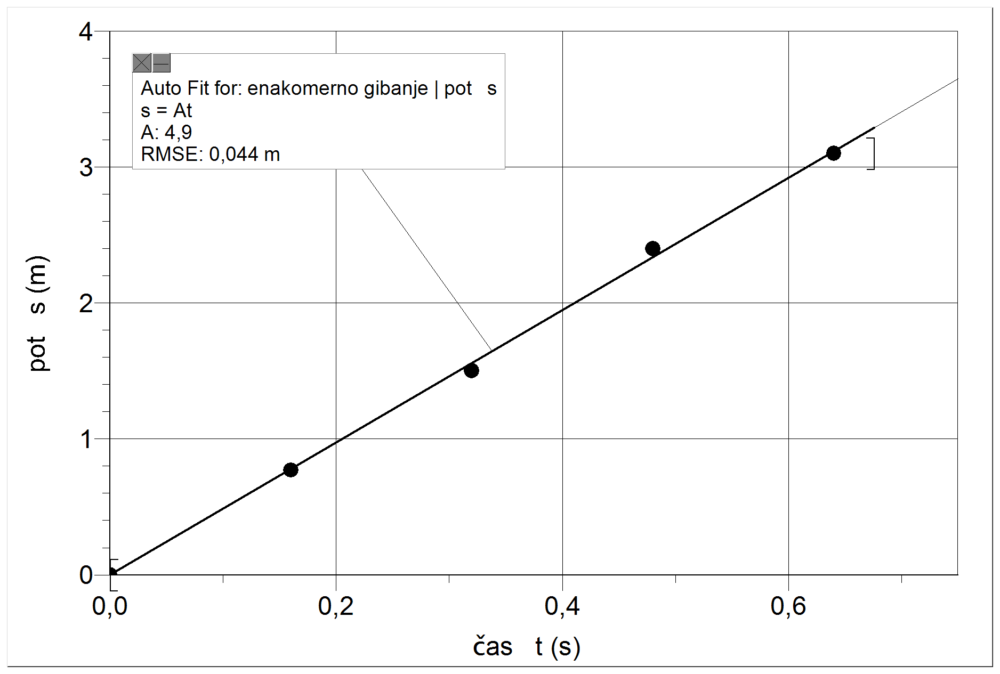 4
Auto Fit for: enakomerno gibanje | pot s
s = At
A: 4,9
RMSE: 0,044 m
3
2
1
0
pot s (m)
0,0 0,2 0,4 0,6
čas t (s)